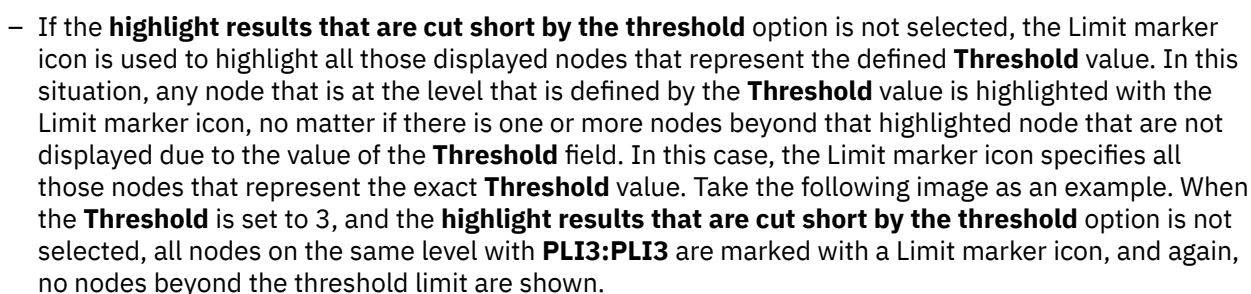 – If the highlight results that are cut short by the threshold option is not selected, the Limit marker
icon is used to highlight all those displayed nodes that represent the defined Threshold value. In this
situation, any node that is at the level that is defined by the Threshold value is highlighted with the
Limit marker icon, no matter if there is one or more nodes beyond that highlighted node that are not
displayed due to the value of the Threshold field. In this case, the Limit marker icon specifies all
those nodes that represent the exact Threshold value. Take the following image as an example. When
the Threshold is set to 3, and the highlight results that are cut short by the threshold option is not
selected, all nodes on the same level with PLI3:PLI3 are marked with a Limit marker icon, and again,
no nodes beyond the threshold limit are shown.